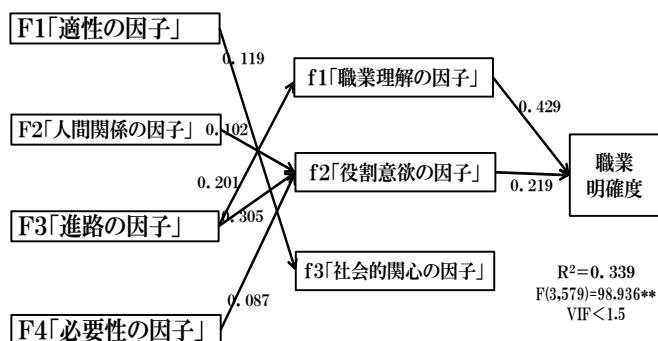 F1「適性の因子」
0.119
f1「職業理解の因子」
0.429
F2「人間関係の因子」
0.102
f2「役割意欲の因子」
0.219
職業
明確度
0.201
F3「進路の因子」
0.305
f3「社会的関心の因子」
0.087
F4「必要性の因子」
R²=0.339
F(3,579)=98.936**
VIF<1.5